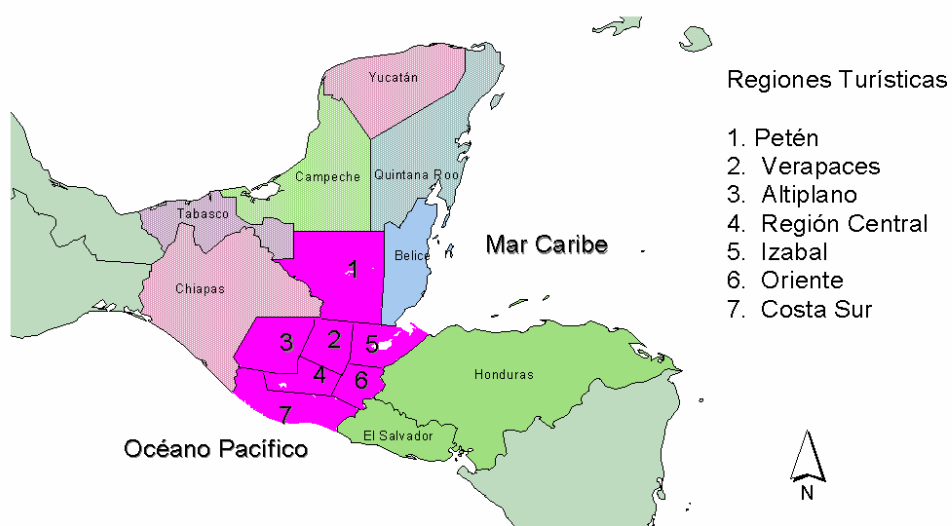 Yucatán
Campeche
Quintana Roo
Tabasco
Belice
Chiapas
Mar Caribe
1
3
2
5
4
6
7
Honduras
El Salvador
Océano Pacífico
Regiones Turísticas
1. Petén
2. Verapaces
3. Altiplano
4. Región Central
5. Izabal
6. Oriente
7. Costa Sur
N